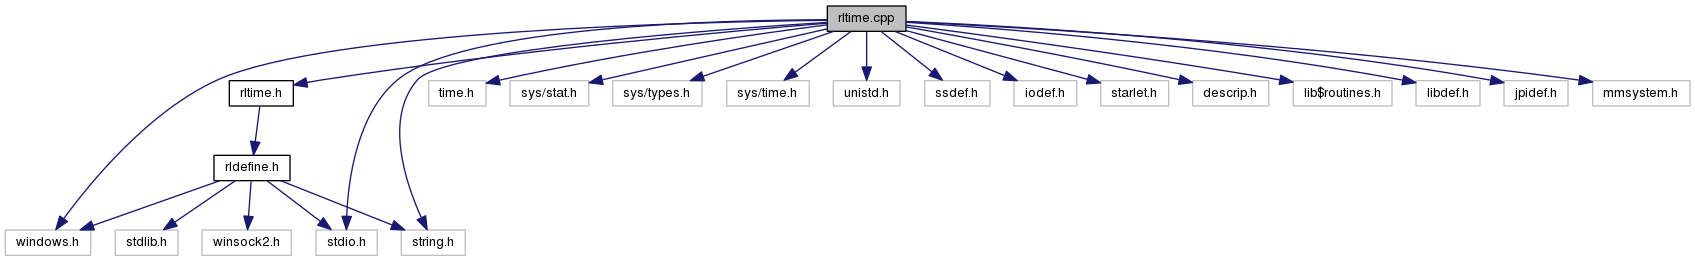 rltime.cpp
rltime.h
time.h
sys/stat.h
sys/types.h
sys/time.h
unistd.h
ssdef.h
iodef.h
starlet.h
descrip.h
lib$routines.h
libdef.h
jpidef.h
mmsystem.h
rldefine.h
windows.h
stdlib.h
winsock2.h
stdio.h
string.h